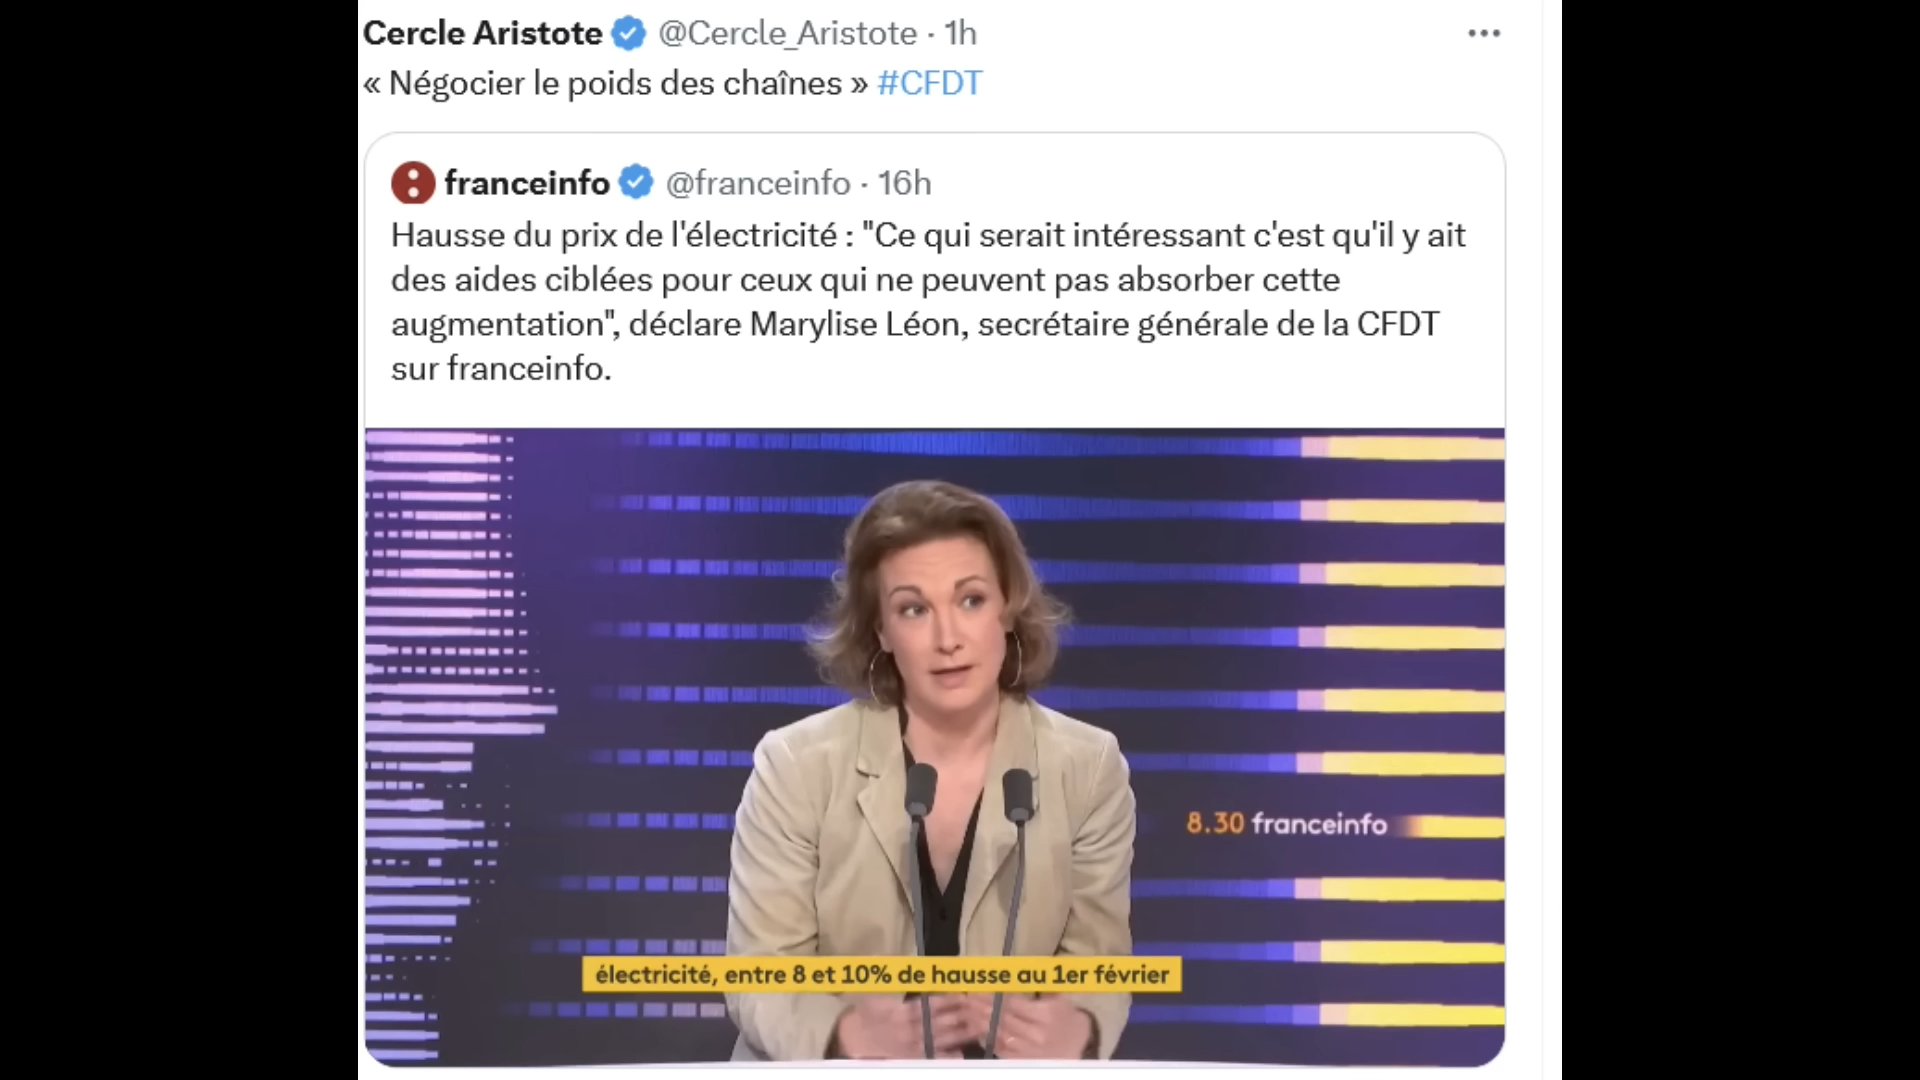 Cercle Aristote @Cercle_Aristote · 1h
« Négocier le poids des chaînes » #CFDT
franceinfo @franceinfo · 16h
Hausse du prix de l'électricité : "Ce qui serait intéressant c'est qu'il y ait
des aides ciblées pour ceux qui ne peuvent pas absorber cette
augmentation", déclare Marylise Léon, secrétaire générale de la CFDT
sur franceinfo.
8.30 franceinfo
électricité, entre 8 et 10% de hausse au 1er février